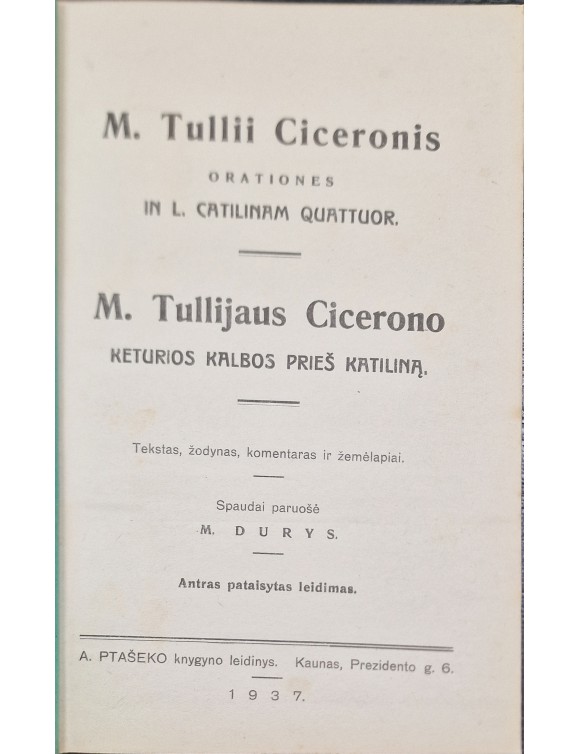 M. Tullii Ciceronis
ORATIONES
IN L. CATILINAM QUATTUOR.
M. Tullijaus Cicerono
KETURIOS KALBOS PRIEŠ KATILINĄ.
Tekstas, žodynas, komentaras ir žemėlapiai.
Spaudai paruošė
M. DURYS.
Antras pataisytas leidimas.
A. PTAŠEKO knygyno leidinys. Kaunas, Prezidento g. 6.
1937.